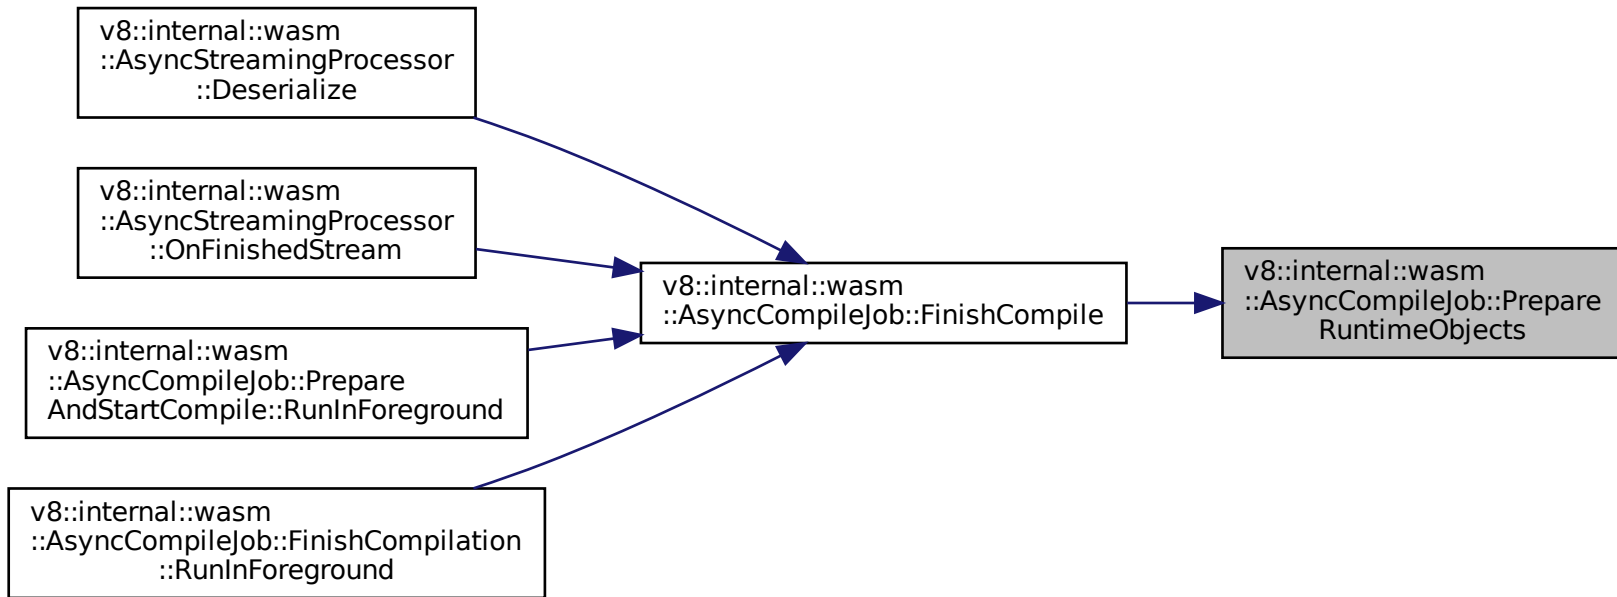 v8::internal::wasm
::AsyncStreamingProcessor
::Deserialize
v8::internal::wasm
::AsyncStreamingProcessor
::OnFinishedStream
v8::internal::wasm
::AsyncCompileJob::Prepare
AndStartCompile::RunInForeground
v8::internal::wasm
::AsyncCompileJob::FinishCompilation
::RunInForeground
v8::internal::wasm
::AsyncCompileJob::FinishCompile
v8::internal::wasm
::AsyncCompileJob::Prepare
RuntimeObjects